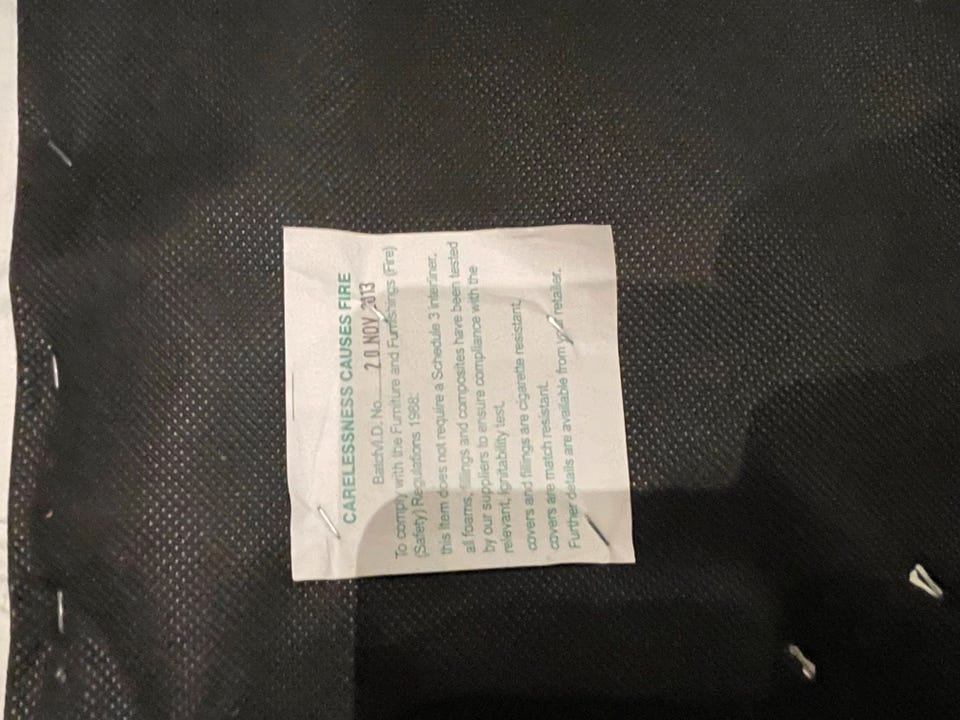 CARELESSNESS CAUSES FIRE
Batch/I.D. No. 20 NOV 2013
To comply with the Furniture and Furnishings (Fire)
(Safety) Regulations 1988:
this item does not require a Schedule 3 interliner,
all foams, fillings and composites have been tested
by our suppliers to ensure compliance with the
relevant, ignitability test,
covers and fillings are cigarette resistant,
covers are match resistant.
Further details are available from your retailer.